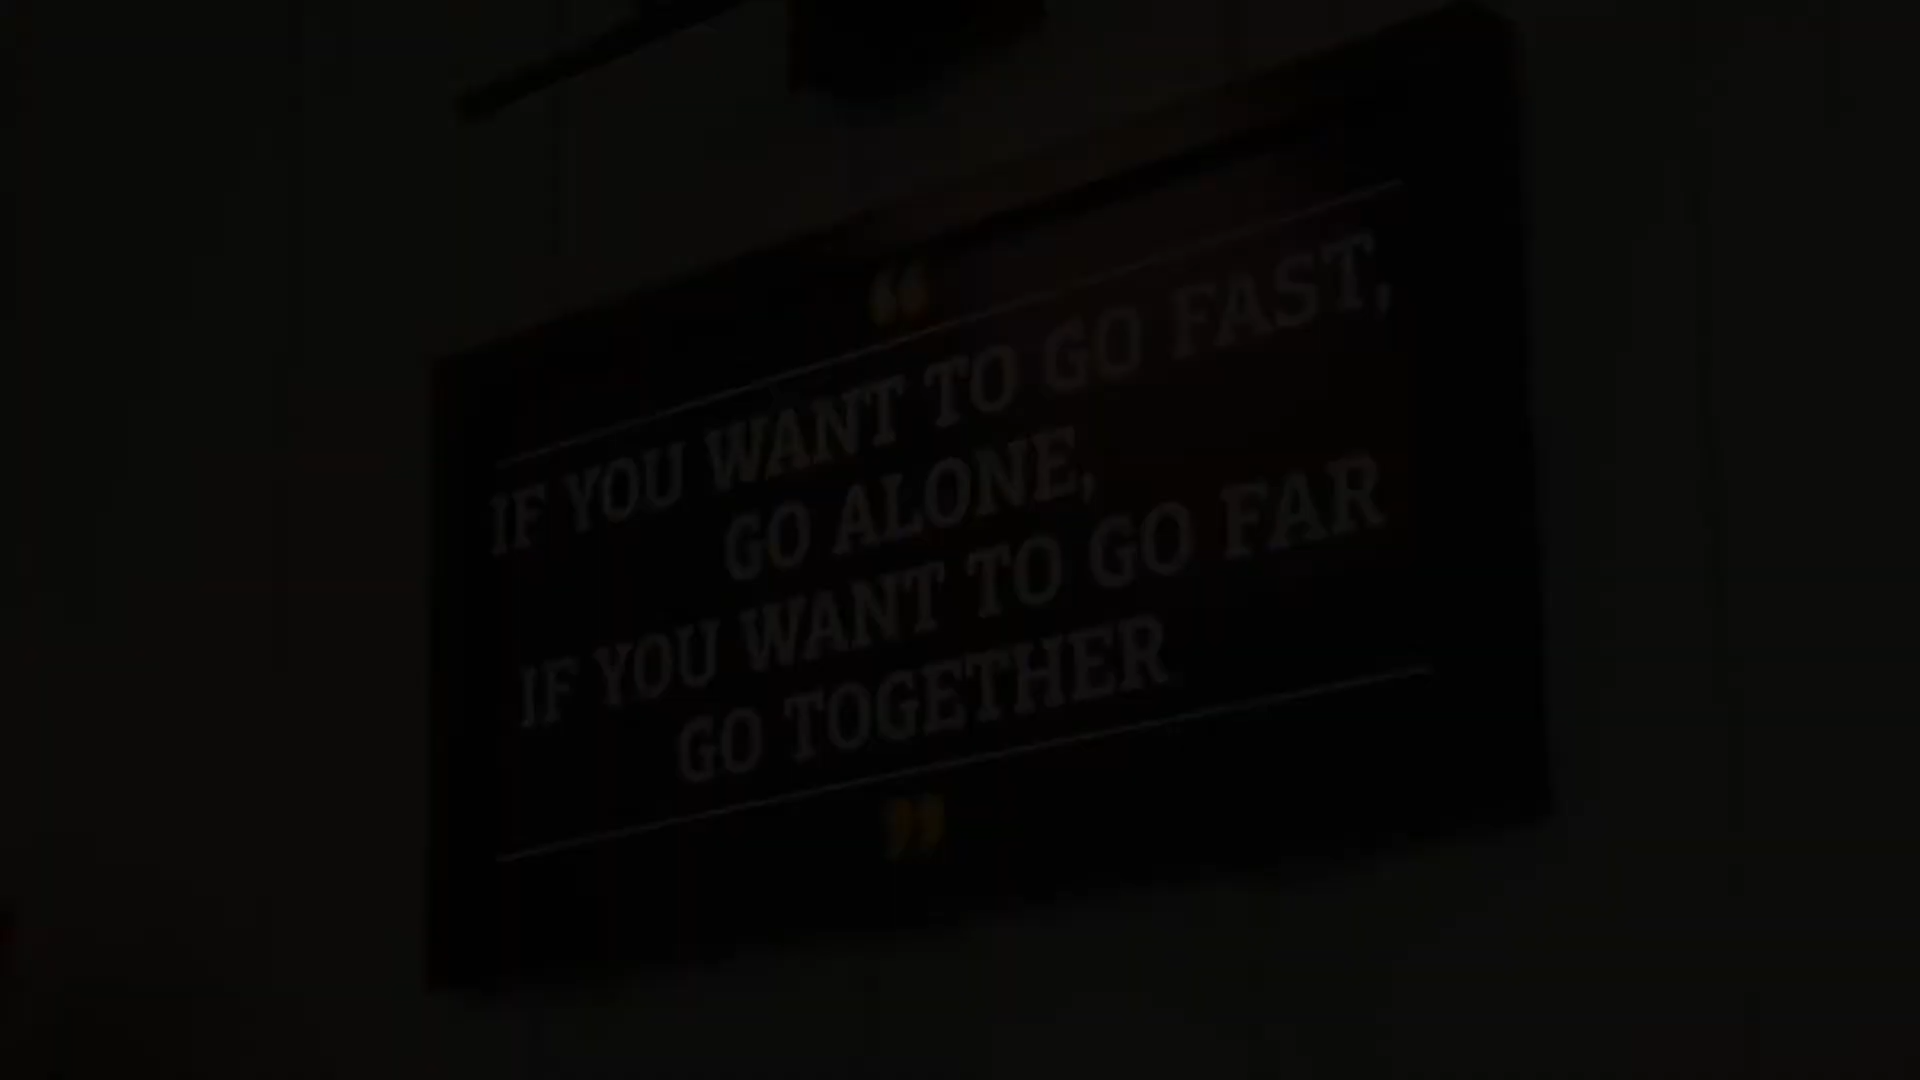 “
IF YOU WANT TO GO FAST,
GO ALONE,
IF YOU WANT TO GO FAR
GO TOGETHER
”